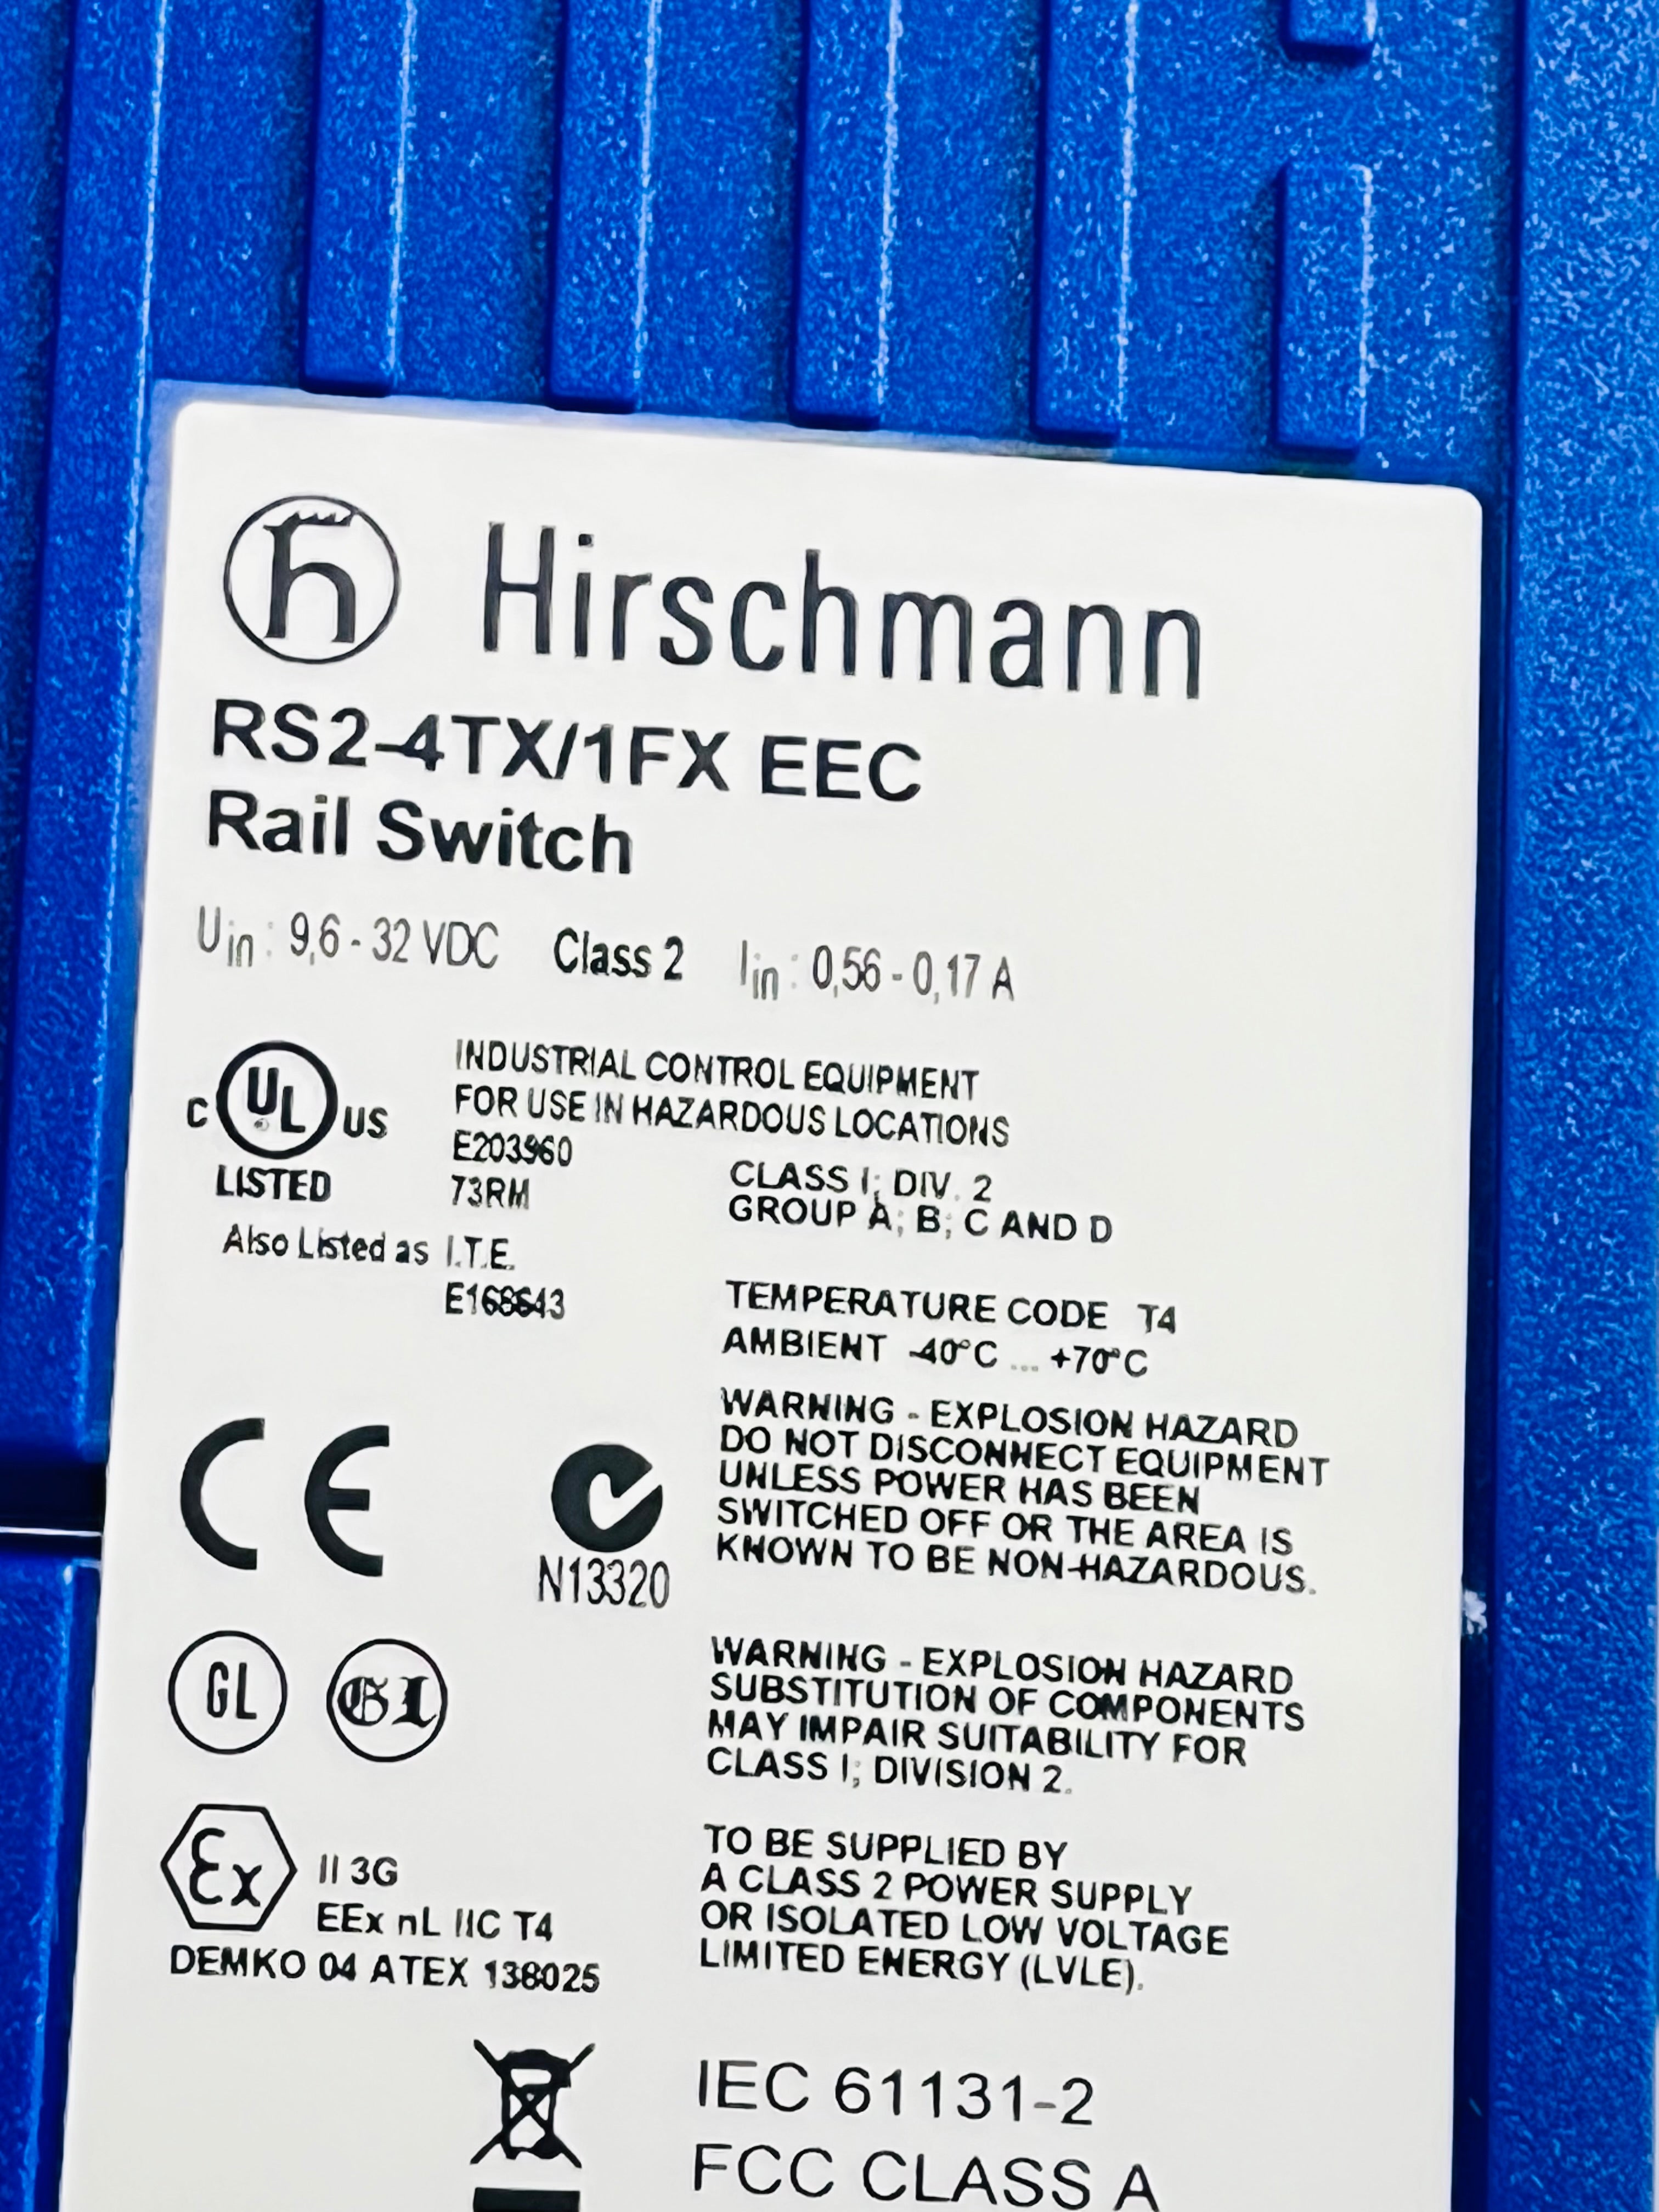 Hirschmann
RS2-4TX/1FX EEC
Rail Switch
Uin : 9,6 - 32 VDC Class 2 Iin : 0,56 - 0,17 A
C UL US
LISTED
INDUSTRIAL CONTROL EQUIPMENT
FOR USE IN HAZARDOUS LOCATIONS
E203960
73RM
CLASS I; DIV. 2
GROUP A; B; C AND D
Also Listed as I.T.E.
E168643
TEMPERATURE CODE T4
AMBIENT -40°C ... +70°C
CE
N13320
WARNING - EXPLOSION HAZARD
DO NOT DISCONNECT EQUIPMENT
UNLESS POWER HAS BEEN
SWITCHED OFF OR THE AREA IS
KNOWN TO BE NON-HAZARDOUS.
GL GL
WARNING - EXPLOSION HAZARD
SUBSTITUTION OF COMPONENTS
MAY IMPAIR SUITABILITY FOR
CLASS I; DIVISION 2.
Ex II 3G
EEx nL IIC T4
DEMKO 04 ATEX 138025
TO BE SUPPLIED BY
A CLASS 2 POWER SUPPLY
OR ISOLATED LOW VOLTAGE
LIMITED ENERGY (LVLE).
IEC 61131-2
FCC CLASS A